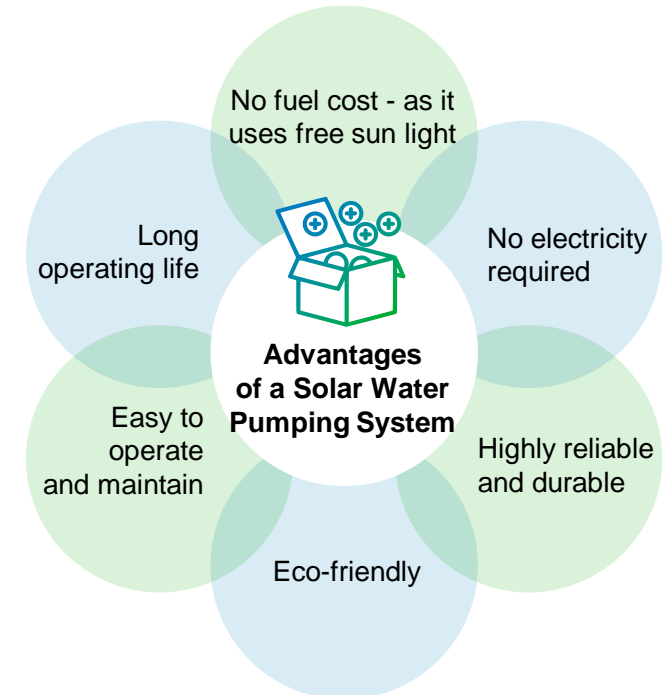 No fuel cost - as it
uses free sun light
No electricity
required
Highly reliable
and durable
Eco-friendly
Easy to
operate
and maintain
Long
operating life
Advantages
of a Solar Water
Pumping System